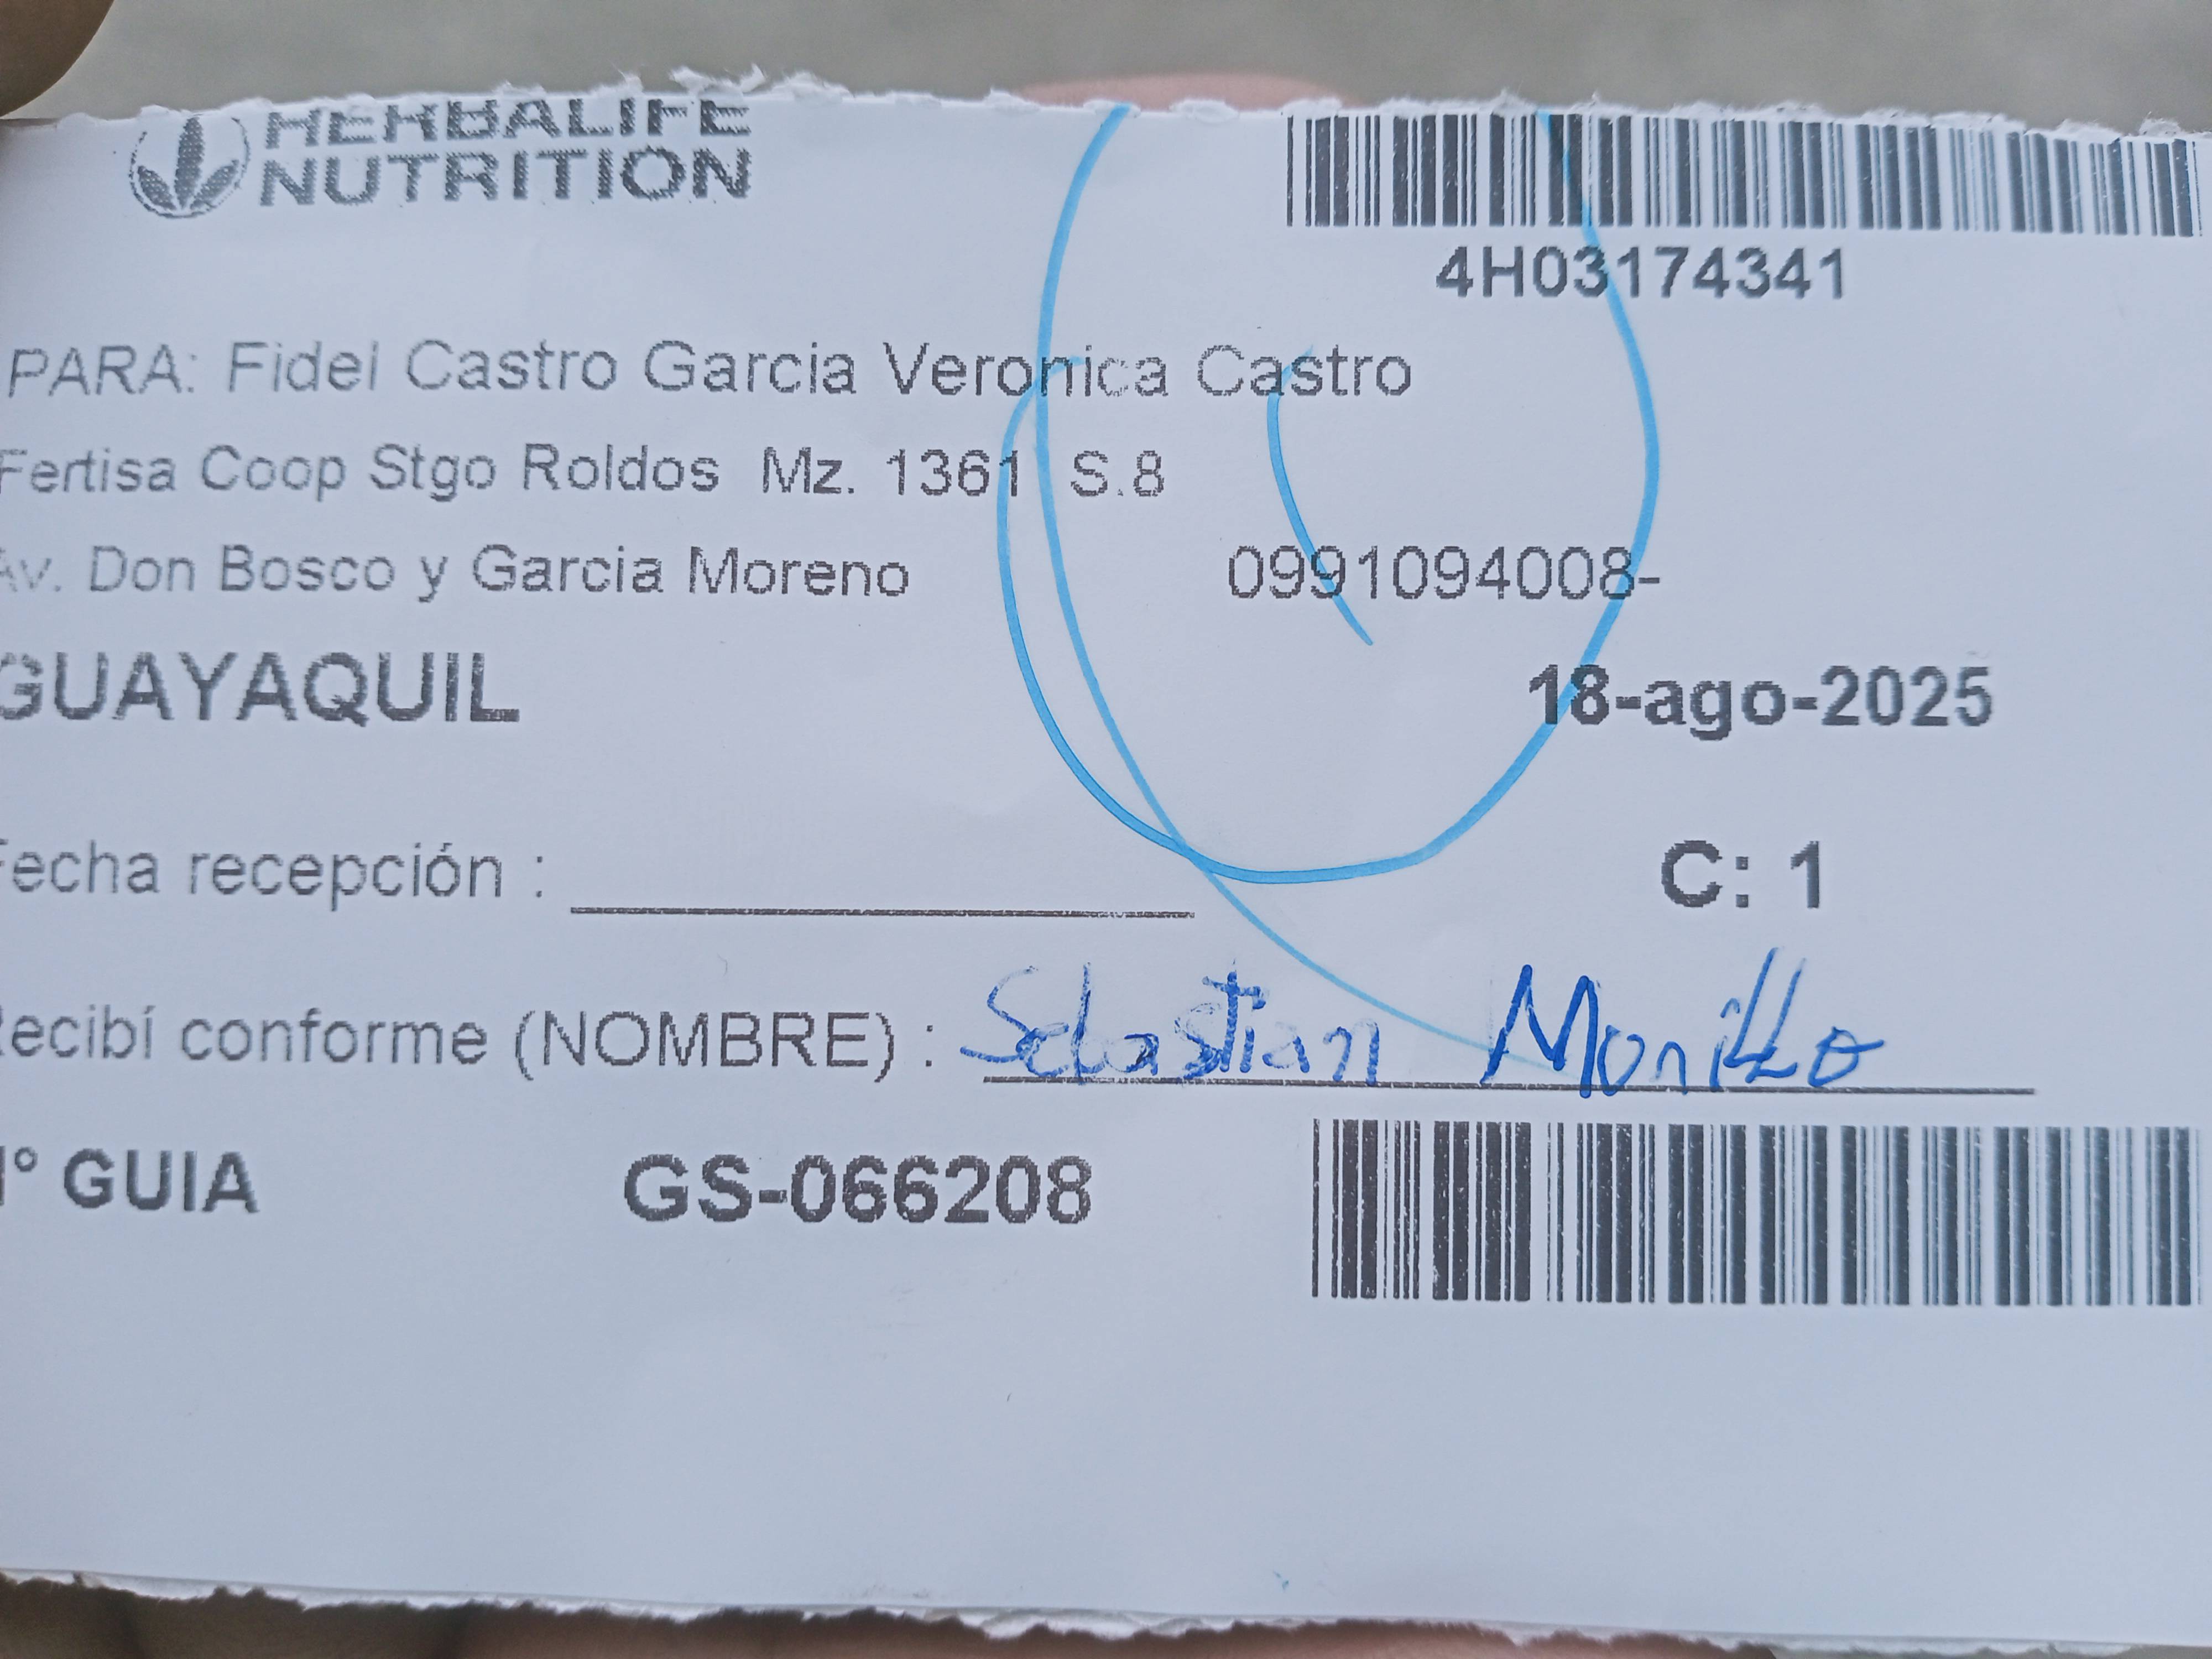 HERBALIFE
NUTRITION
4H03174341
PARA: Fidel Castro Garcia Veronica Castro
Fertisa Coop Stgo Roldos Mz. 1361 S.8
Av. Don Bosco y Garcia Moreno 0991094008-
GUAYAQUIL
18-ago-2025
Fecha recepción :
C: 1
Recibí conforme (NOMBRE) : Sebastian
N° GUIA GS-066208